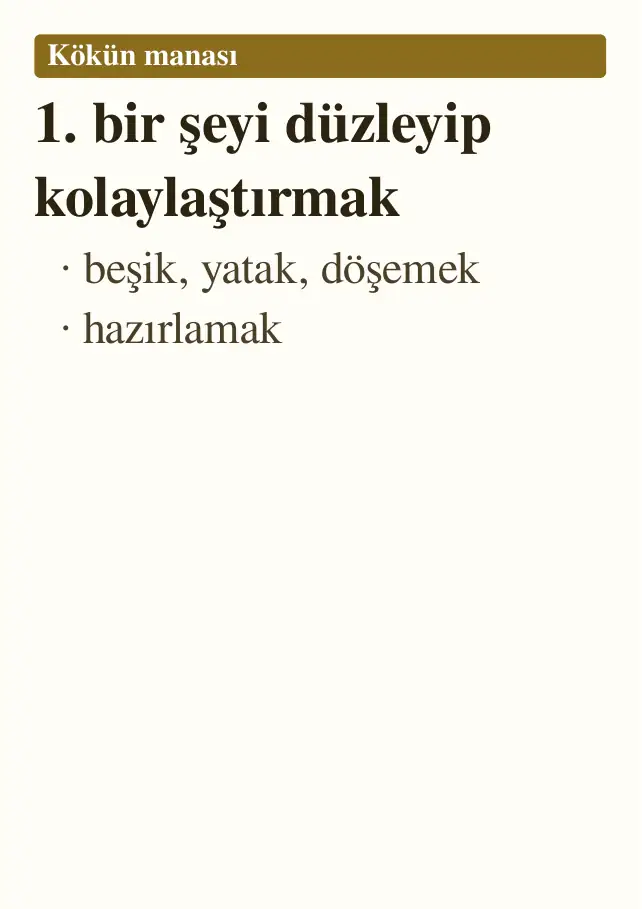 Kökün manası
1. bir şeyi düzleyip
kolaylaştırmak
· beşik, yatak, döşemek
· hazırlamak